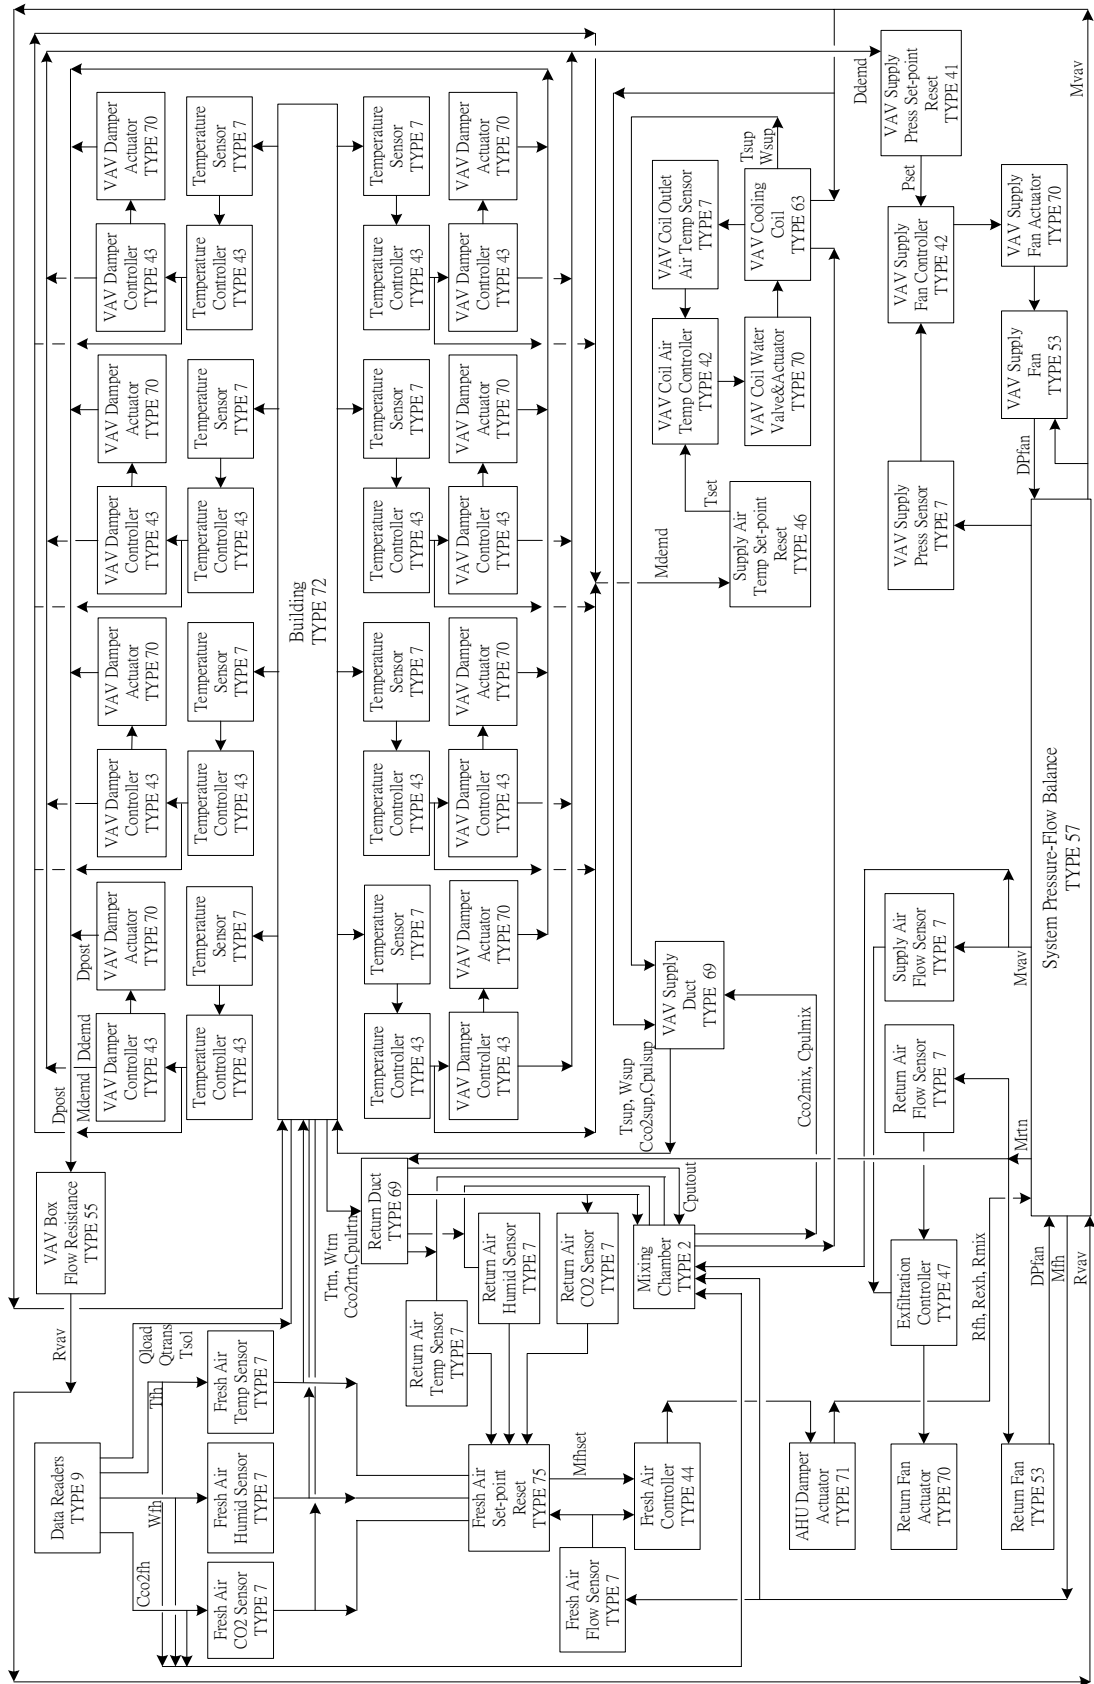 Data Readers
TYPE 9
Cco2fh
Wfh
Tfh
Qload
Qtrans
Tsol
Rvav
VAV Box
Flow Resistance
TYPE 55
Dpost
Mdemd Ddemd
Dpost
VAV Damper
Controller
TYPE 43
VAV Damper
Actuator
TYPE 70
VAV Damper
Controller
TYPE 43
VAV Damper
Actuator
TYPE 70
VAV Damper
Controller
TYPE 43
VAV Damper
Actuator
TYPE 70
VAV Damper
Controller
TYPE 43
VAV Damper
Actuator
TYPE 70
Fresh Air
CO2 Sensor
TYPE 7
Fresh Air
Humid Sensor
TYPE 7
Fresh Air
Temp Sensor
TYPE 7
Temperature
Controller
TYPE 43
Temperature
Sensor
TYPE 7
Temperature
Controller
TYPE 43
Temperature
Sensor
TYPE 7
Temperature
Controller
TYPE 43
Temperature
Sensor
TYPE 7
Temperature
Controller
TYPE 43
Temperature
Sensor
TYPE 7
Building
TYPE 72
Trtn, Wtrn
Cco2rtn,Cpulrtn
Return Duct
TYPE 69
Temperature
Controller
TYPE 43
Temperature
Sensor
TYPE 7
Temperature
Controller
TYPE 43
Temperature
Sensor
TYPE 7
Temperature
Controller
TYPE 43
Temperature
Sensor
TYPE 7
Temperature
Controller
TYPE 43
Temperature
Sensor
TYPE 7
Return Air
Temp Sensor
TYPE 7
Return Air
Humid Sensor
TYPE 7
Return Air
CO2 Sensor
TYPE 7
VAV Damper
Controller
TYPE 43
VAV Damper
Actuator
TYPE 70
VAV Damper
Controller
TYPE 43
VAV Damper
Actuator
TYPE 70
VAV Damper
Controller
TYPE 43
VAV Damper
Actuator
TYPE 70
VAV Damper
Controller
TYPE 43
VAV Damper
Actuator
TYPE 70
Fresh Air
Set-point
Reset
TYPE 75
Mfhset
Fresh Air
Flow Sensor
TYPE 7
Fresh Air
Controller
TYPE 44
Mixing
Chamber
TYPE 2
Cputout
Tsup, Wsup
Cco2sup,Cpulsup
VAV Supply
Duct
TYPE 69
Cco2mix, Cpulmix
Mdemd
Supply Air
Temp Set-point
Reset
TYPE 46
Tset
VAV Coil Air
Temp Controller
TYPE 42
VAV Coil Outlet
Air Temp Sensor
TYPE 7
VAV Coil Water
Valve&Actuator
TYPE 70
VAV Cooling
Coil
TYPE 63
Tsup
Wsup
AHU Damper
Actuator
TYPE 71
Return Fan
Actuator
TYPE 70
Exfiltration
Controller
TYPE 47
Return Air
Flow Sensor
TYPE 7
Supply Air
Flow Sensor
TYPE 7
Rfh, Rexh, Rmix
Mrtn
Mvav
Return Fan
TYPE 53
DPfan
Mfh
Rvav
System Pressure-Flow Balance
TYPE 57
VAV Supply
Press Sensor
TYPE 7
VAV Supply
Fan Controller
TYPE 42
Pset
VAV Supply
Press Set-point
Reset
TYPE 41
Ddemd
VAV Supply
Fan Actuator
TYPE 70
VAV Supply
Fan
TYPE 53
DPfan
Mvav